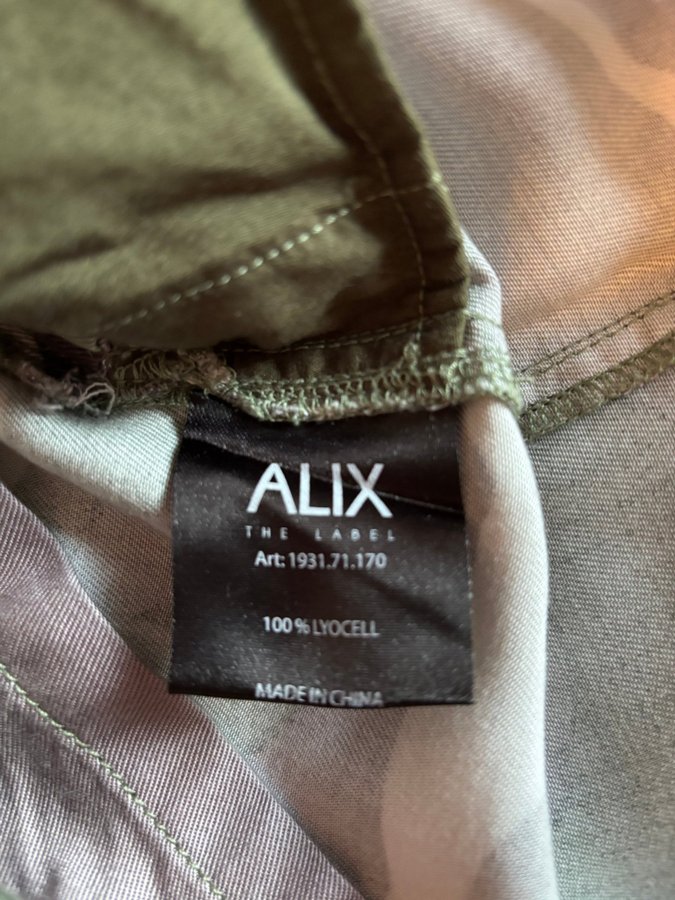 ALIX
THE LABEL
Art: 1931.71.170
100 % LYOCELL
MADE IN CHINA